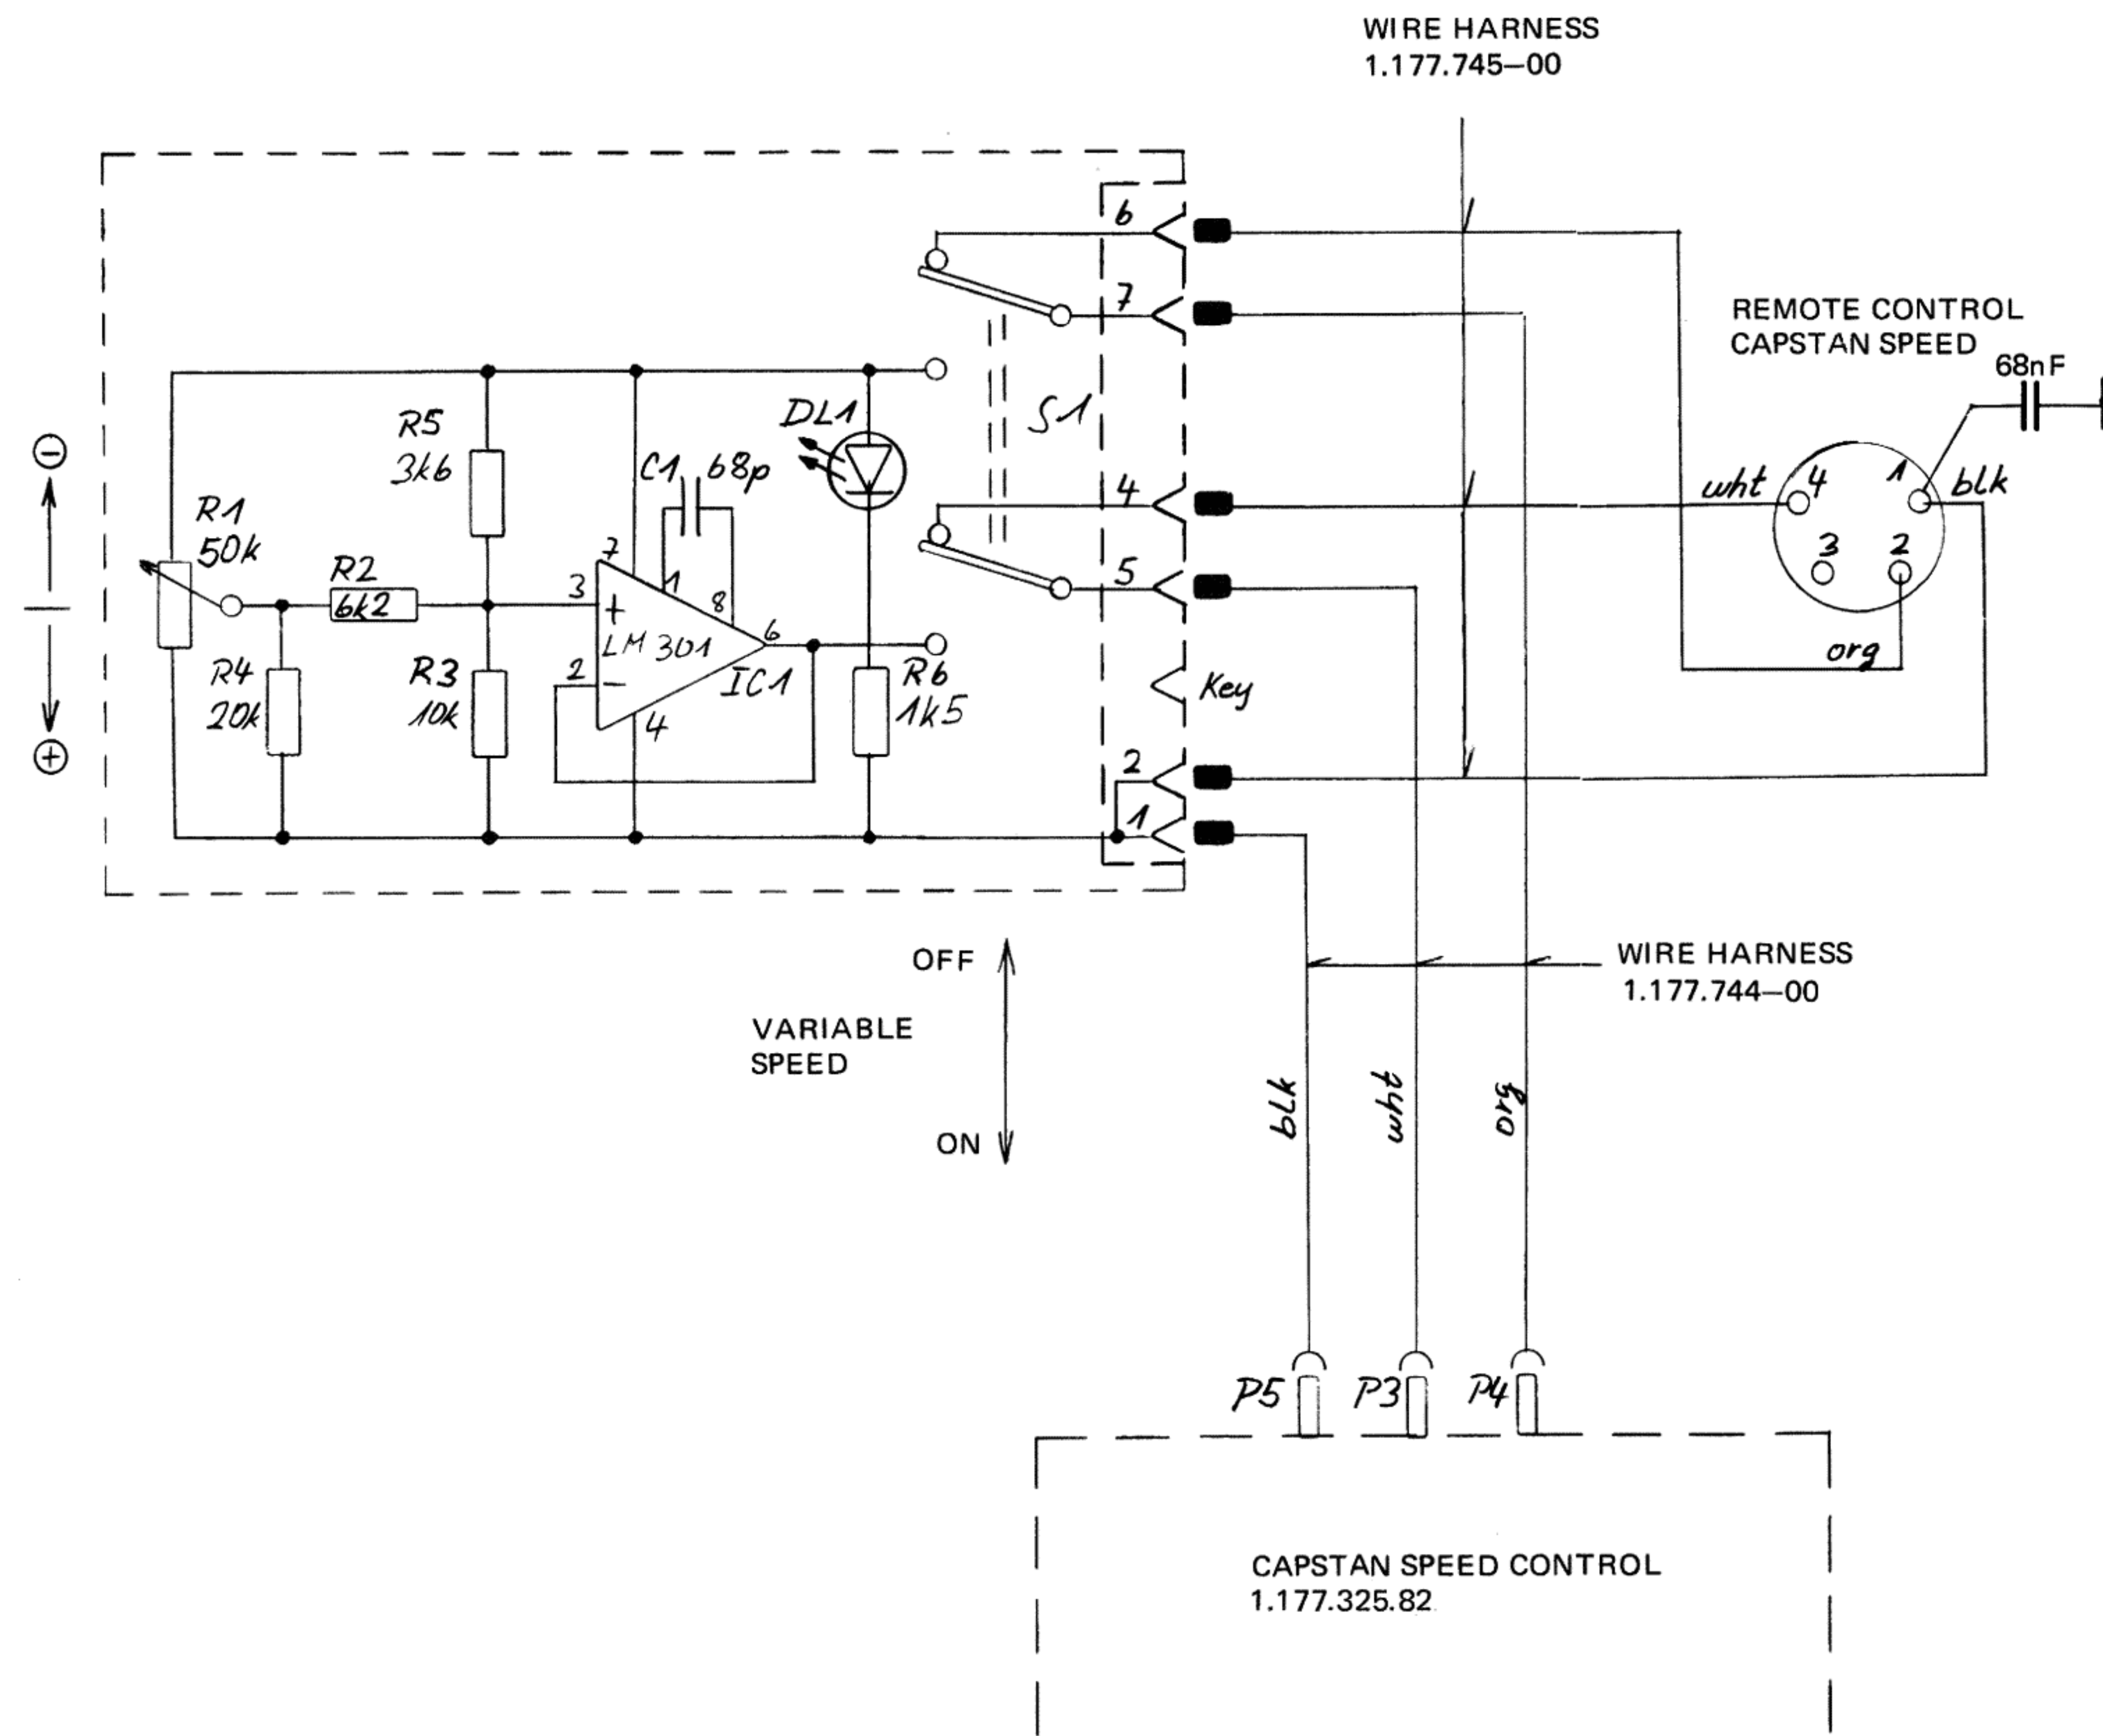 WIRE HARNESS
1.177.745–00
6
7
REMOTE CONTROL
CAPSTAN SPEED
68nF
S1
DL1
R5
3k6
C1 68p
4
wht
4
1
blk
R1
50k
7
1
8
5
3
2
R2
6k2
3
+
LM 301
6
IC1
2
–
4
R4
20k
R3
10k
R6
1k5
Key
org
2
1
–
+
OFF
VARIABLE
SPEED
ON
WIRE HARNESS
1.177.744–00
blk
wht
org
P5
P3
P4
CAPSTAN SPEED CONTROL
1.177.325.82